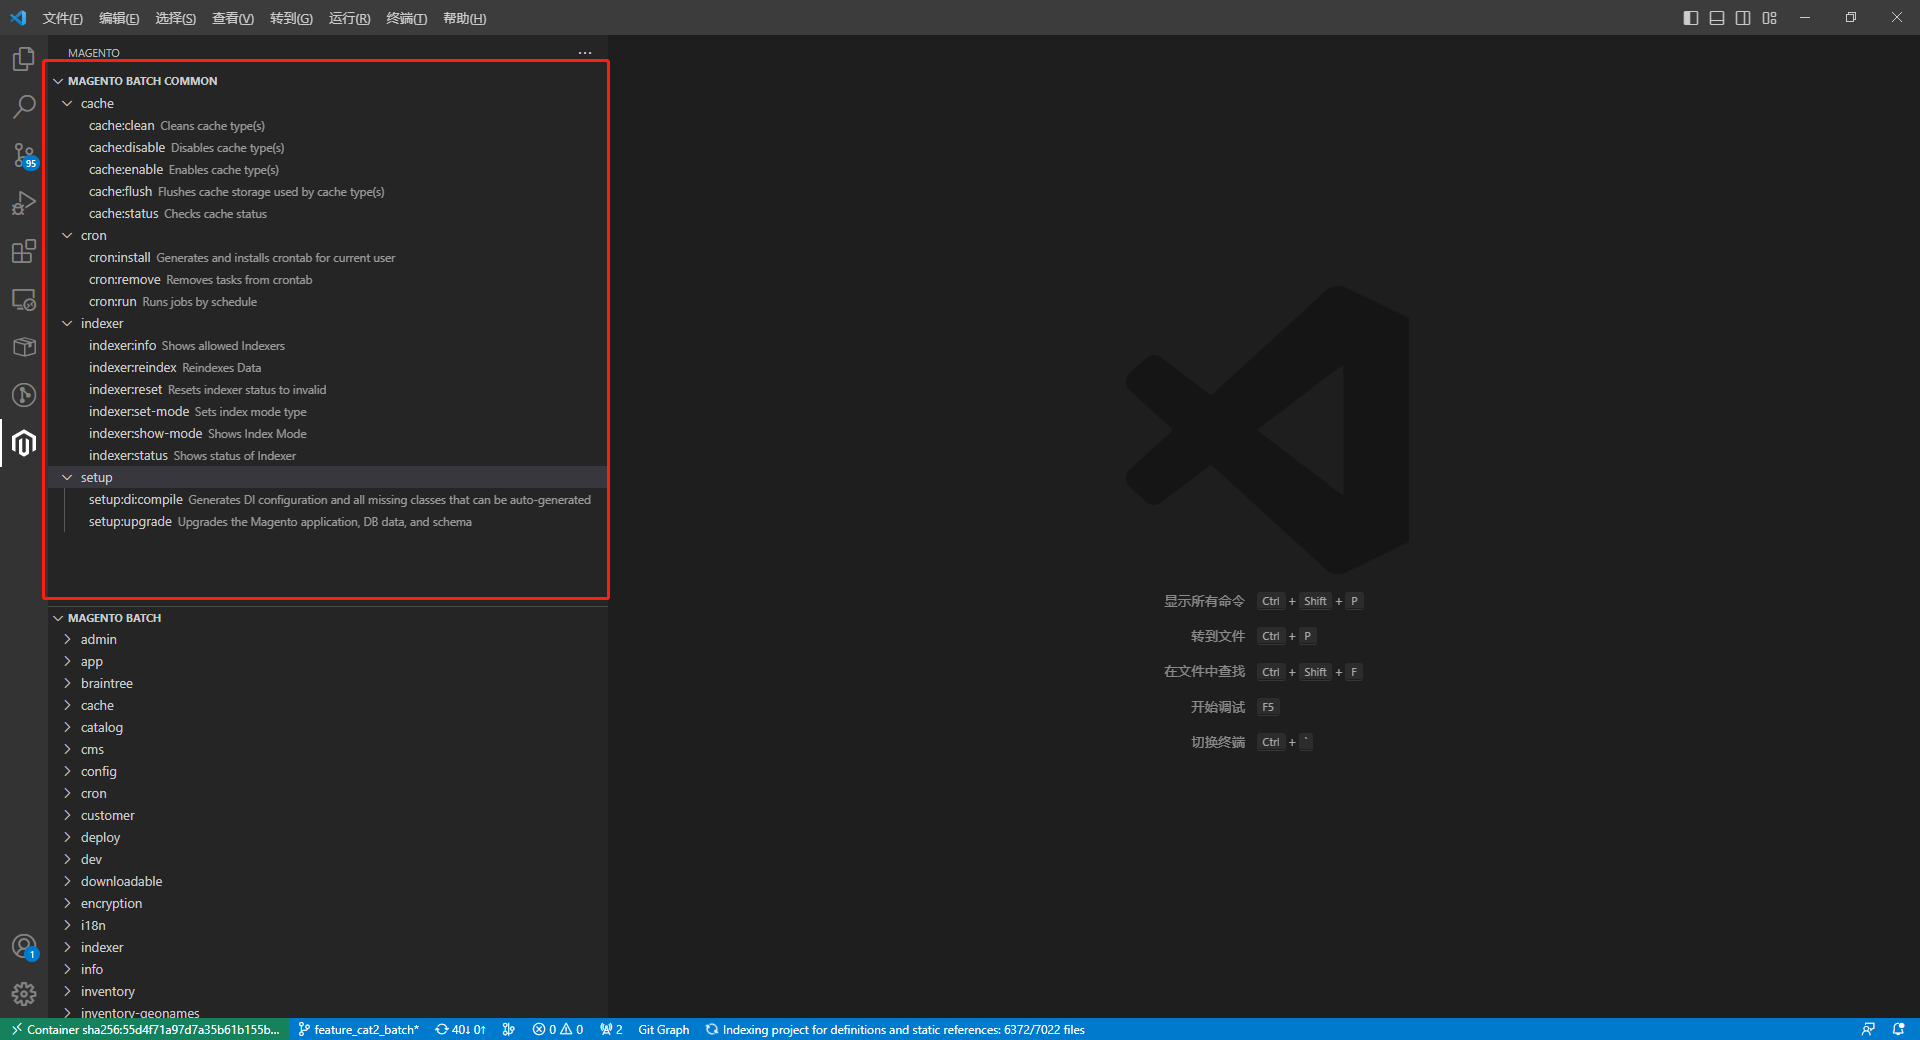 文件(F) 编辑(E) 选择(S) 查看(V) 转到(G) 运行(R) 终端(T) 帮助(H)
MAGENTO ···
MAGENTO BATCH COMMON
cache
cache:clean Cleans cache type(s)
cache:disable Disables cache type(s)
cache:enable Enables cache type(s)
cache:flush Flushes cache storage used by cache type(s)
cache:status Checks cache status
cron
cron:install Generates and installs crontab for current user
cron:remove Removes tasks from crontab
cron:run Runs jobs by schedule
indexer
indexer:info Shows allowed Indexers
indexer:reindex Reindexes Data
indexer:reset Resets indexer status to invalid
indexer:set-mode Sets index mode type
indexer:show-mode Shows Index Mode
indexer:status Shows status of Indexer
setup
setup:di:compile Generates DI configuration and all missing classes that can be auto-generated
setup:upgrade Upgrades the Magento application, DB data, and schema
MAGENTO BATCH
admin
app
braintree
cache
catalog
cms
config
cron
customer
deploy
dev
downloadable
encryption
i18n
indexer
info
inventory
inventory-geonames
95
1
显示所有命令 Ctrl + Shift + P
转到文件 Ctrl + P
在文件中查找 Ctrl + Shift + F
开始调试 F5
切换终端 Ctrl + `
Container sha256:55d4f71a97d7a35b61b155b... feature_cat2_batch* 40↓ 0↑ 0 0 2 Git Graph Indexing project for definitions and static references: 6372/7022 files